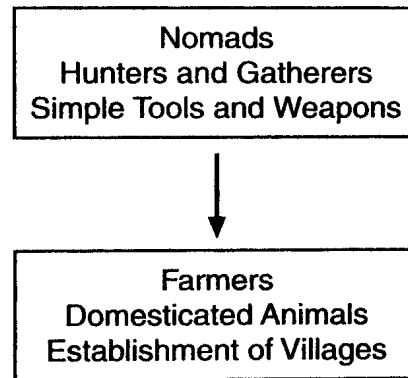 Nomads
Hunters and Gatherers
Simple Tools and Weapons
Farmers
Domesticated Animals
Establishment of Villages